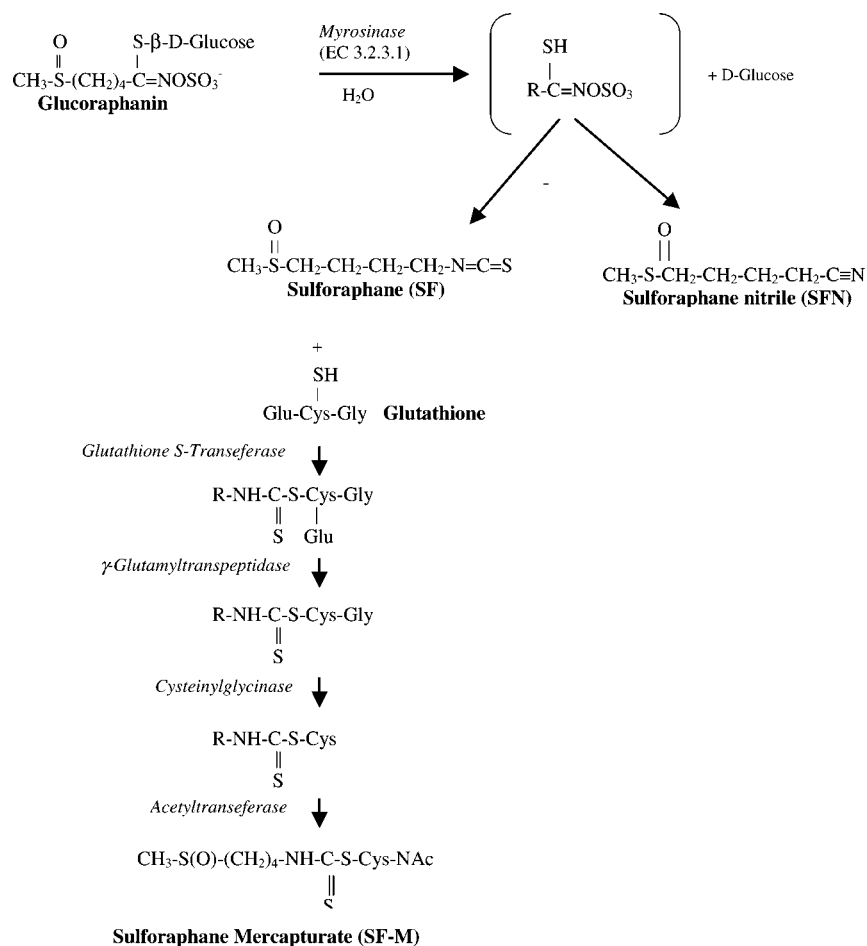 O
S-β-D-Glucose
CH₃-S-(CH₂)₄-C=NOSO₃⁻
Glucoraphanin
Myrosinase
(EC 3.2.3.1)
H₂O
SH
R-C=NOSO₃
+ D-Glucose
-
O
CH₃-S-CH₂-CH₂-CH₂-CH₂-N=C=S
Sulforaphane (SF)
O
CH₃-S-CH₂-CH₂-CH₂-CH₂-C≡N
Sulforaphane nitrile (SFN)
+
SH
Glu-Cys-Gly Glutathione
Glutathione S-Transeferase
R-NH-C-S-Cys-Gly
S Glu
γ-Glutamyltranspeptidase
R-NH-C-S-Cys-Gly
S
Cysteinylglycinase
R-NH-C-S-Cys
S
Acetyltranseferase
CH₃-S(O)-(CH₂)₄-NH-C-S-Cys-NAc
S
Sulforaphane Mercapturate (SF-M)